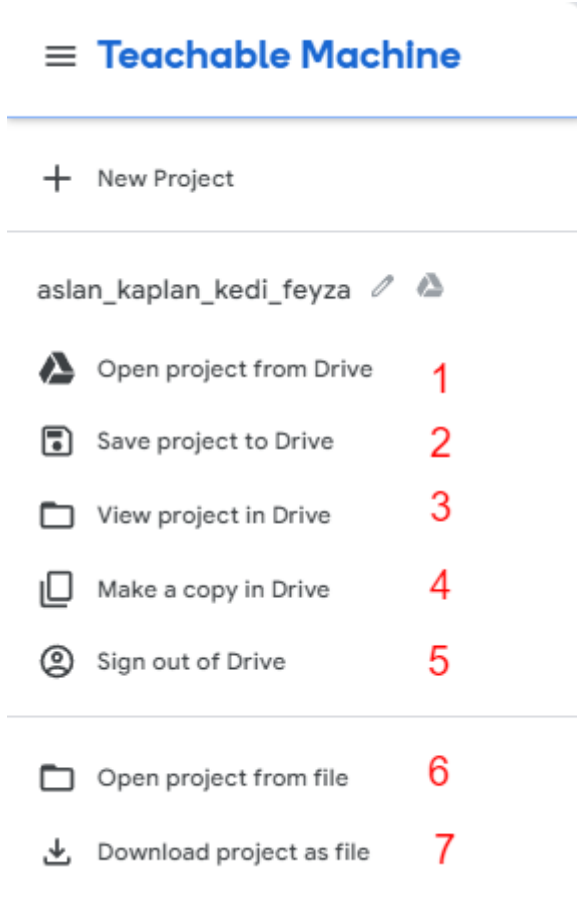 Teachable Machine
New Project
aslan_kaplan_kedi_feyza
Open project from Drive 1
Save project to Drive 2
View project in Drive 3
Make a copy in Drive 4
Sign out of Drive 5
Open project from file 6
Download project as file 7